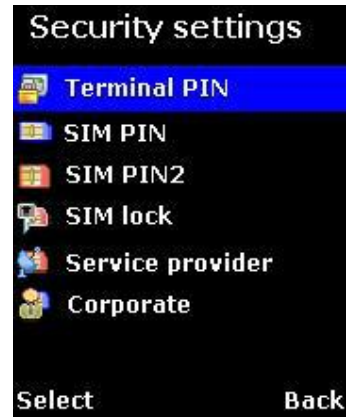 Security settings
Terminal PIN
SIM PIN
SIM PIN2
SIM lock
Service provider
Corporate
Select Back